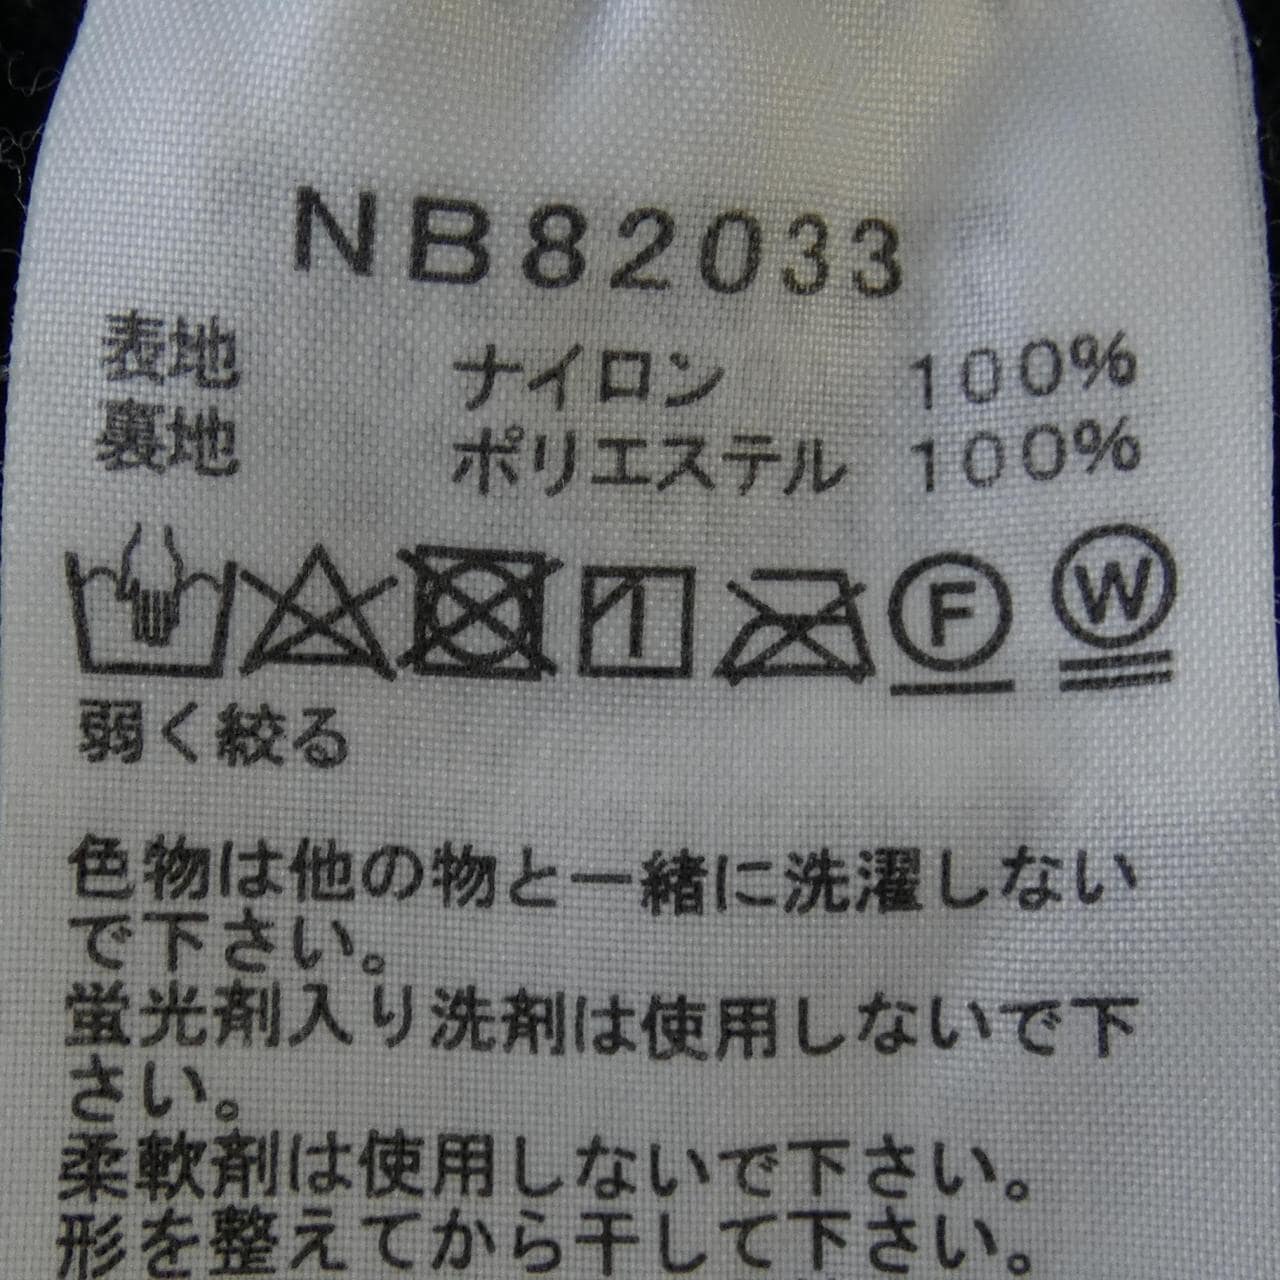 NB82033
表地 ナイロン 100%
裏地 ポリエステル 100%
F W
弱く絞る
色物は他の物と一緒に洗濯しない
で下さい。
蛍光剤入り洗剤は使用しないで下
さい。
柔軟剤は使用しないで下さい。
形を整えてから干して下さい。